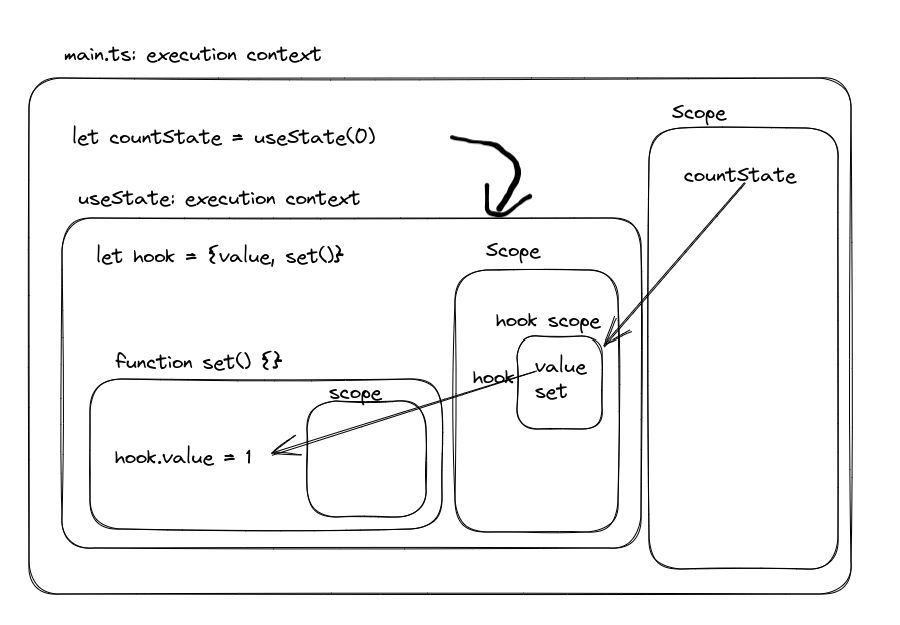 main.ts: execution context
Scope
let countState = useState(0)
countState
useState: execution context
let hook = {value, set()}
Scope
hook scope
function set() {}
value
hook
set
scope
hook.value = 1